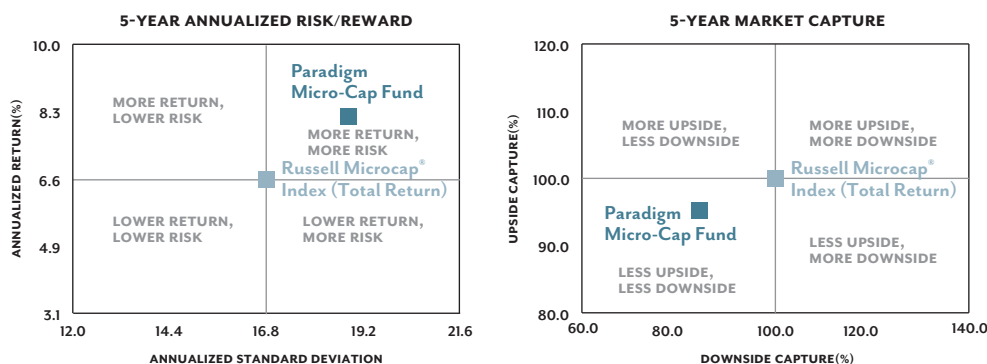 5-YEAR ANNUALIZED RISK/REWARD
10.0
8.3
6.6
4.9
3.1
ANNUALIZED RETURN(%)
Paradigm
Micro-Cap Fund
MORE RETURN,
LOWER RISK
MORE RETURN,
MORE RISK
Russell Microcap®
Index (Total Return)
LOWER RETURN,
LOWER RISK
LOWER RETURN,
MORE RISK
12.0 14.4 16.8 19.2 21.6
ANNUALIZED STANDARD DEVIATION
5-YEAR MARKET CAPTURE
120.0
110.0
100.0
90.0
80.0
UPSIDE CAPTURE(%)
MORE UPSIDE,
LESS DOWNSIDE
MORE UPSIDE,
MORE DOWNSIDE
Russell Microcap®
Index (Total Return)
Paradigm
Micro-Cap Fund
LESS UPSIDE,
MORE DOWNSIDE
LESS UPSIDE,
LESS DOWNSIDE
60.0 80.0 100.0 120.0 140.0
DOWNSIDE CAPTURE(%)